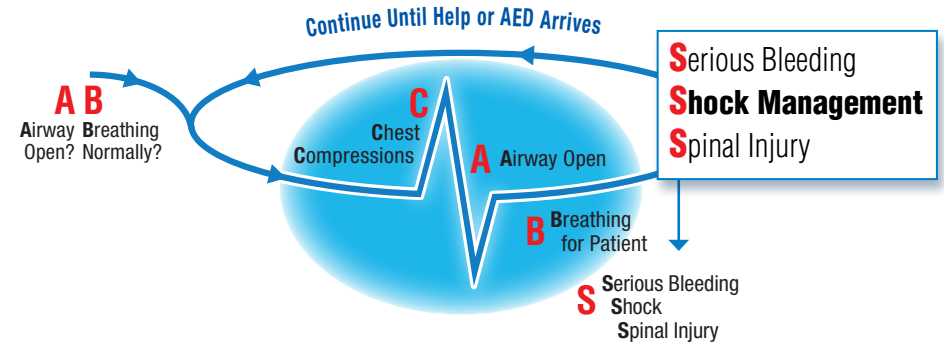 Continue Until Help or AED Arrives
A B
Airway Breathing
Open? Normally?
C
Chest
Compressions
A Airway Open
B Breathing
for Patient
Serious Bleeding
Shock Management
Spinal Injury
S Serious Bleeding
Shock
Spinal Injury